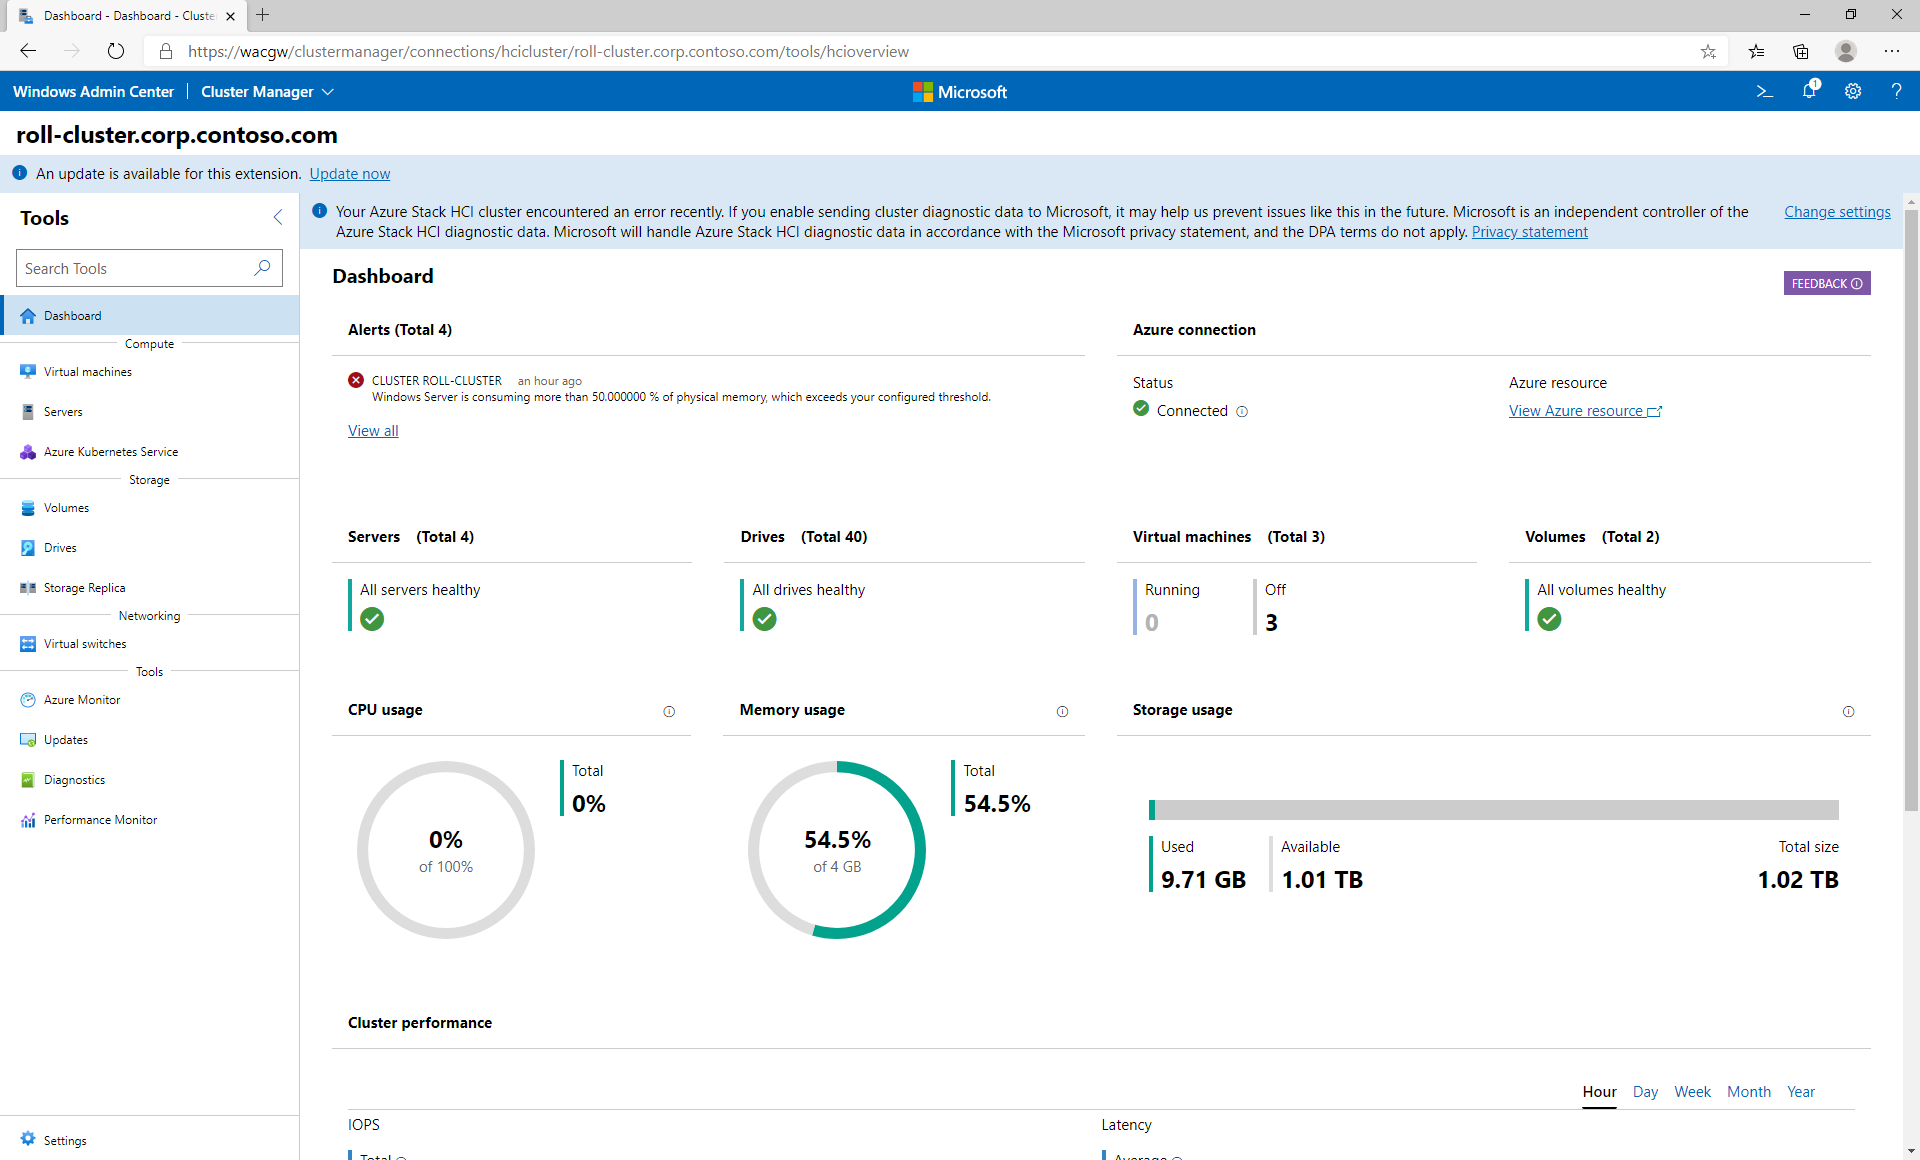 Dashboard - Dashboard - Cluste
https://wacgw/clustermanager/connections/hcicluster/roll-cluster.corp.contoso.com/tools/hcioverview
Windows Admin Center | Cluster Manager
Microsoft
1
?
roll-cluster.corp.contoso.com
An update is available for this extension. Update now
Tools
Search Tools
Dashboard
Compute
Virtual machines
Servers
Azure Kubernetes Service
Storage
Volumes
Drives
Storage Replica
Networking
Virtual switches
Tools
Azure Monitor
Updates
Diagnostics
Performance Monitor
Settings
Your Azure Stack HCI cluster encountered an error recently. If you enable sending cluster diagnostic data to Microsoft, it may help us prevent issues like this in the future. Microsoft is an independent controller of the
Azure Stack HCI diagnostic data. Microsoft will handle Azure Stack HCI diagnostic data in accordance with the Microsoft privacy statement, and the DPA terms do not apply. Privacy statement
Change settings
Dashboard
FEEDBACK
Alerts (Total 4)
CLUSTER ROLL-CLUSTER an hour ago
Windows Server is consuming more than 50.000000 % of physical memory, which exceeds your configured threshold.
View all
Azure connection
Status
Connected
Azure resource
View Azure resource
Servers (Total 4)
All servers healthy
Drives (Total 40)
All drives healthy
Virtual machines (Total 3)
Running
0
Off
3
Volumes (Total 2)
All volumes healthy
CPU usage
0%
of 100%
Total
0%
Memory usage
54.5%
of 4 GB
Total
54.5%
Storage usage
Used
9.71 GB
Available
1.01 TB
Total size
1.02 TB
Cluster performance
Hour Day Week Month Year
IOPS
Total
Latency
Average